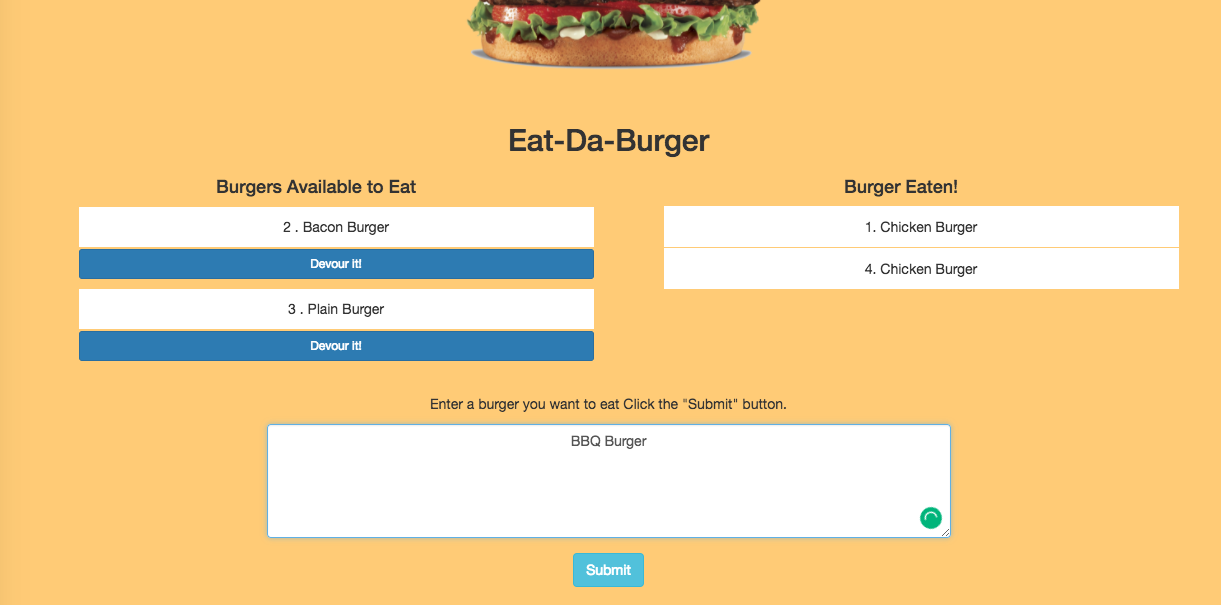 Eat-Da-Burger
Burgers Available to Eat
2 . Bacon Burger
Devour it!
3 . Plain Burger
Devour it!
Burger Eaten!
1. Chicken Burger
4. Chicken Burger
Enter a burger you want to eat Click the "Submit" button.
BBQ Burger
Submit